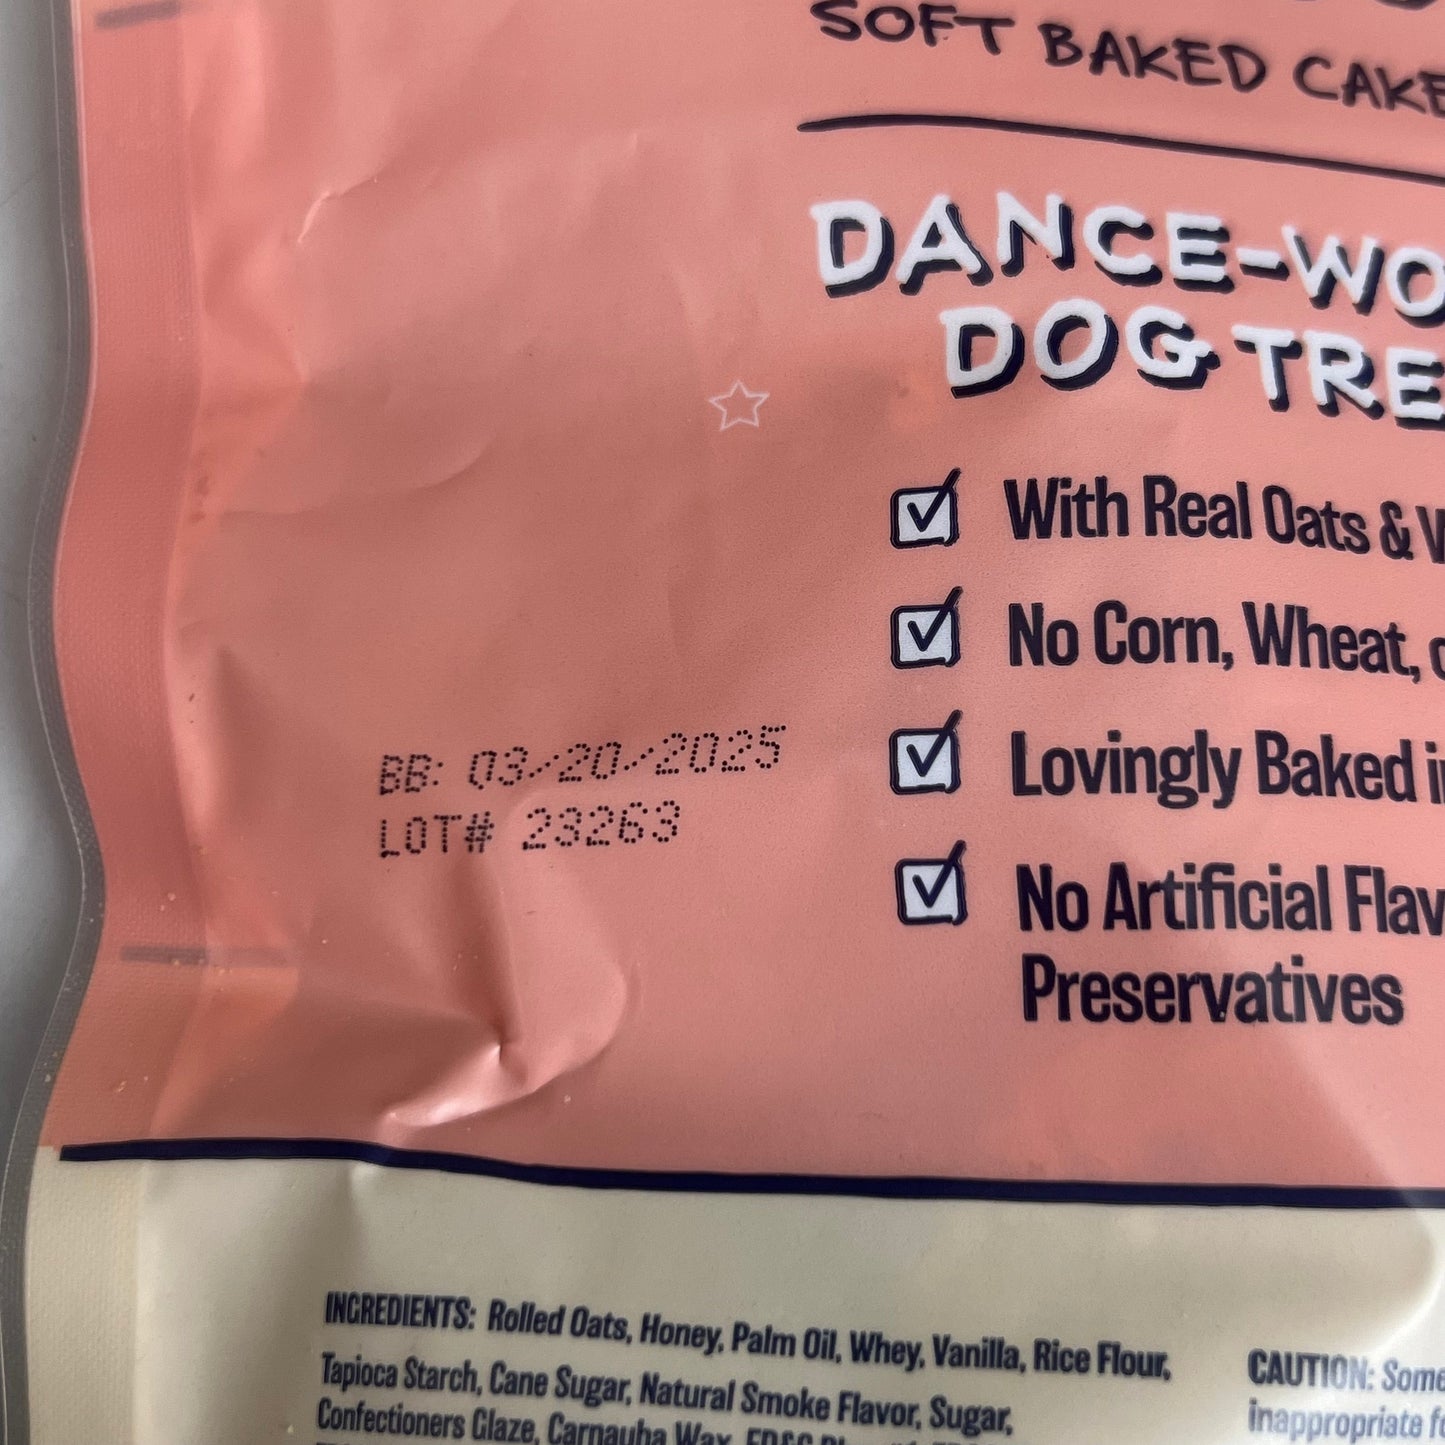 SOFT BAKED CAKE
DANCE-WO
DOG TRE
With Real Oats &
No Corn, Wheat,
Lovingly Baked
No Artificial Flav
Preservatives
BB: 03/20/2025
LOT# 23263
INGREDIENTS: Rolled Oats, Honey, Palm Oil, Whey, Vanilla, Rice Flour,
Tapioca Starch, Cane Sugar, Natural Smoke Flavor, Sugar,
Confectioners Glaze, Carnauba Wax,
CAUTION: Some
inappropriate